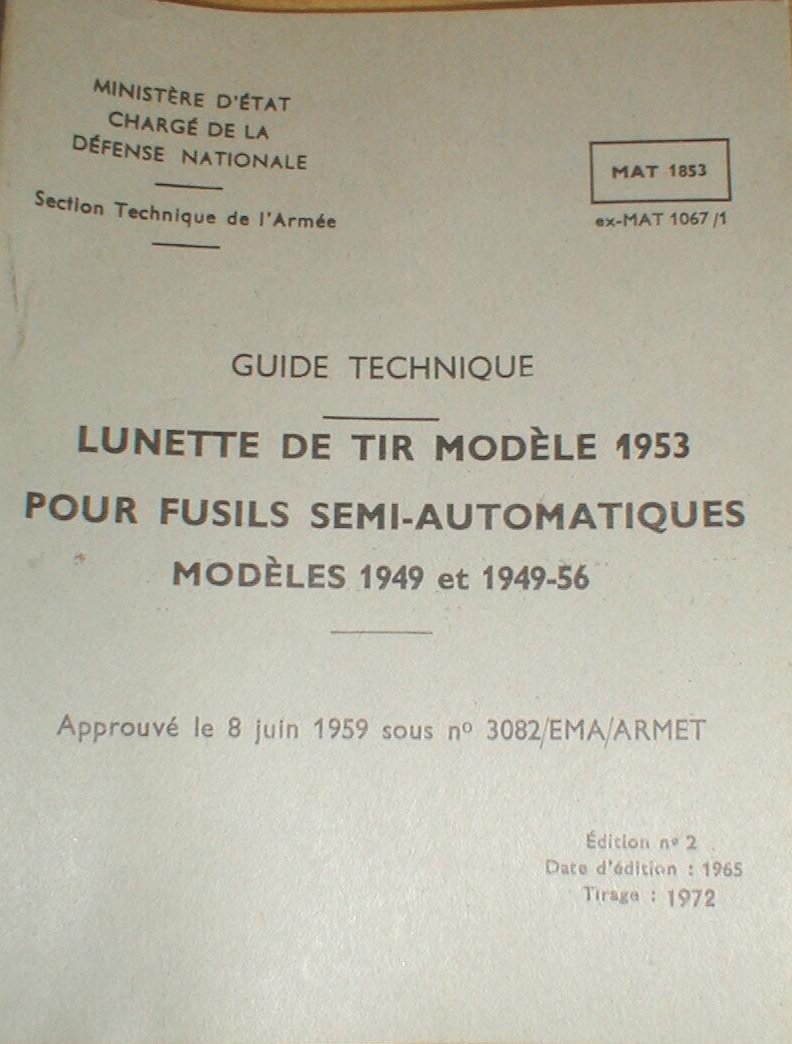 MINISTÈRE D'ÉTAT
CHARGÉ DE LA
DÉFENSE NATIONALE
Section Technique de l'Armée
MAT 1853
ex-MAT 1067/1
GUIDE TECHNIQUE
LUNETTE DE TIR MODÈLE 1953
POUR FUSILS SEMI-AUTOMATIQUES
MODÈLES 1949 et 1949-56
Approuvé le 8 juin 1959 sous nº 3082/EMA/ARMET
Édition nº 2
Date d'édition : 1965
Tirage : 1972